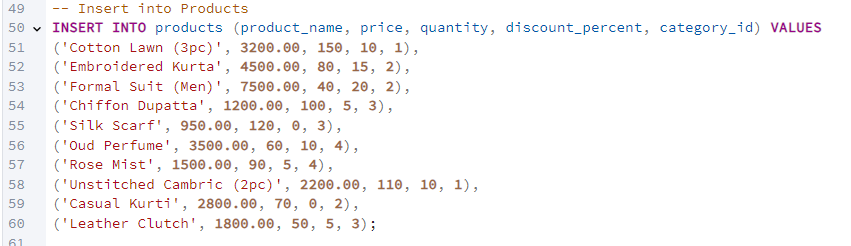 49 -- Insert into Products
50 INSERT INTO products (product_name, price, quantity, discount_percent, category_id) VALUES
51 ('Cotton Lawn (3pc)', 3200.00, 150, 10, 1),
52 ('Embroidered Kurta', 4500.00, 80, 15, 2),
53 ('Formal Suit (Men)', 7500.00, 40, 20, 2),
54 ('Chiffon Dupatta', 1200.00, 100, 5, 3),
55 ('Silk Scarf', 950.00, 120, 0, 3),
56 ('Oud Perfume', 3500.00, 60, 10, 4),
57 ('Rose Mist', 1500.00, 90, 5, 4),
58 ('Unstitched Cambric (2pc)', 2200.00, 110, 10, 1),
59 ('Casual Kurti', 2800.00, 70, 0, 2),
60 ('Leather Clutch', 1800.00, 50, 5, 3);
61